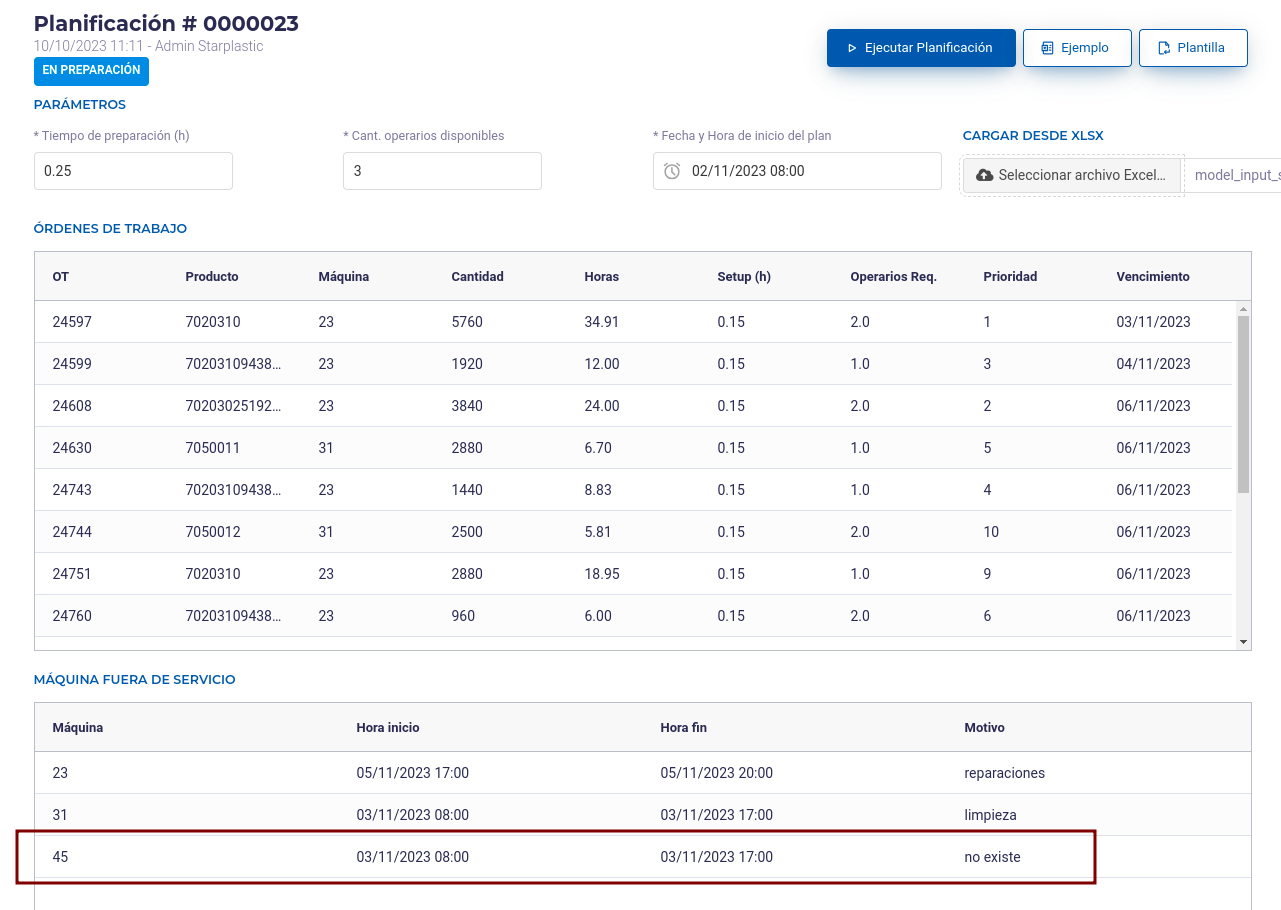 Planificación # 0000023
10/10/2023 11:11 - Admin Starplastic
EN PREPARACIÓN
Ejecutar Planificación
Ejemplo
Plantilla
PARÁMETROS
* Tiempo de preparación (h) * Cant. operarios disponibles * Fecha y Hora de inicio del plan CARGAR DESDE XLSX
0.25 3 02/11/2023 08:00 Seleccionar archivo Excel... model_input_s
ÓRDENES DE TRABAJO
OT Producto Máquina Cantidad Horas Setup (h) Operarios Req. Prioridad Vencimiento
24597 7020310 23 5760 34.91 0.15 2.0 1 03/11/2023
24599 70203109438... 23 1920 12.00 0.15 1.0 3 04/11/2023
24608 70203025192... 23 3840 24.00 0.15 2.0 2 06/11/2023
24630 7050011 31 2880 6.70 0.15 1.0 5 06/11/2023
24743 70203109438... 23 1440 8.83 0.15 1.0 4 06/11/2023
24744 7050012 31 2500 5.81 0.15 2.0 10 06/11/2023
24751 7020310 23 2880 18.95 0.15 1.0 9 06/11/2023
24760 70203109438... 23 960 6.00 0.15 2.0 6 06/11/2023
MÁQUINA FUERA DE SERVICIO
Máquina Hora inicio Hora fin Motivo
23 05/11/2023 17:00 05/11/2023 20:00 reparaciones
31 03/11/2023 08:00 03/11/2023 17:00 limpieza
45 03/11/2023 08:00 03/11/2023 17:00 no existe